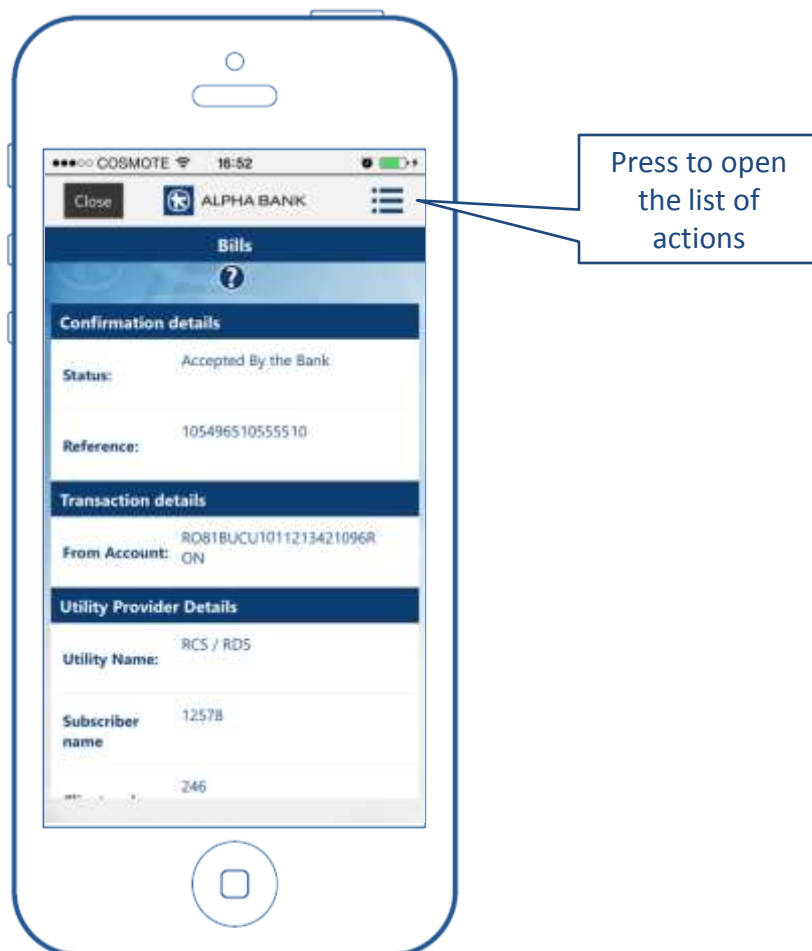 COSMOTE 16:52
Close ALPHA BANK
Bills
?
Confirmation details
Status: Accepted By the Bank
Reference: 105496510555510
Transaction details
From Account: RO81BUCU1011213421096R
ON
Utility Provider Details
Utility Name: RCS / RDS
Subscriber
name
12578
246
Press to open
the list of
actions